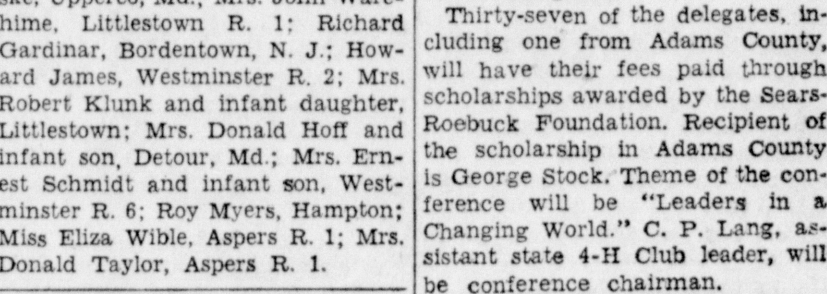 hime, Littlestown R. 1; Richard
Gardinar, Bordentown, N. J.; How-
ard James, Westminster R. 2; Mrs.
Robert Klunk and infant daughter,
Littlestown; Mrs. Donald Hoff and
infant son, Detour, Md.; Mrs. Ern-
est Schmidt and infant son, West-
minster R. 6; Roy Myers, Hampton;
Miss Eliza Wible, Aspers R. 1; Mrs.
Donald Taylor, Aspers R. 1.
Thirty-seven of the delegates, in-
cluding one from Adams County,
will have their fees paid through
scholarships awarded by the Sears-
Roebuck Foundation. Recipient of
the scholarship in Adams County
is George Stock. Theme of the con-
ference will be "Leaders in a
Changing World." C. P. Lang, as-
sistant state 4-H Club leader, will
be conference chairman.